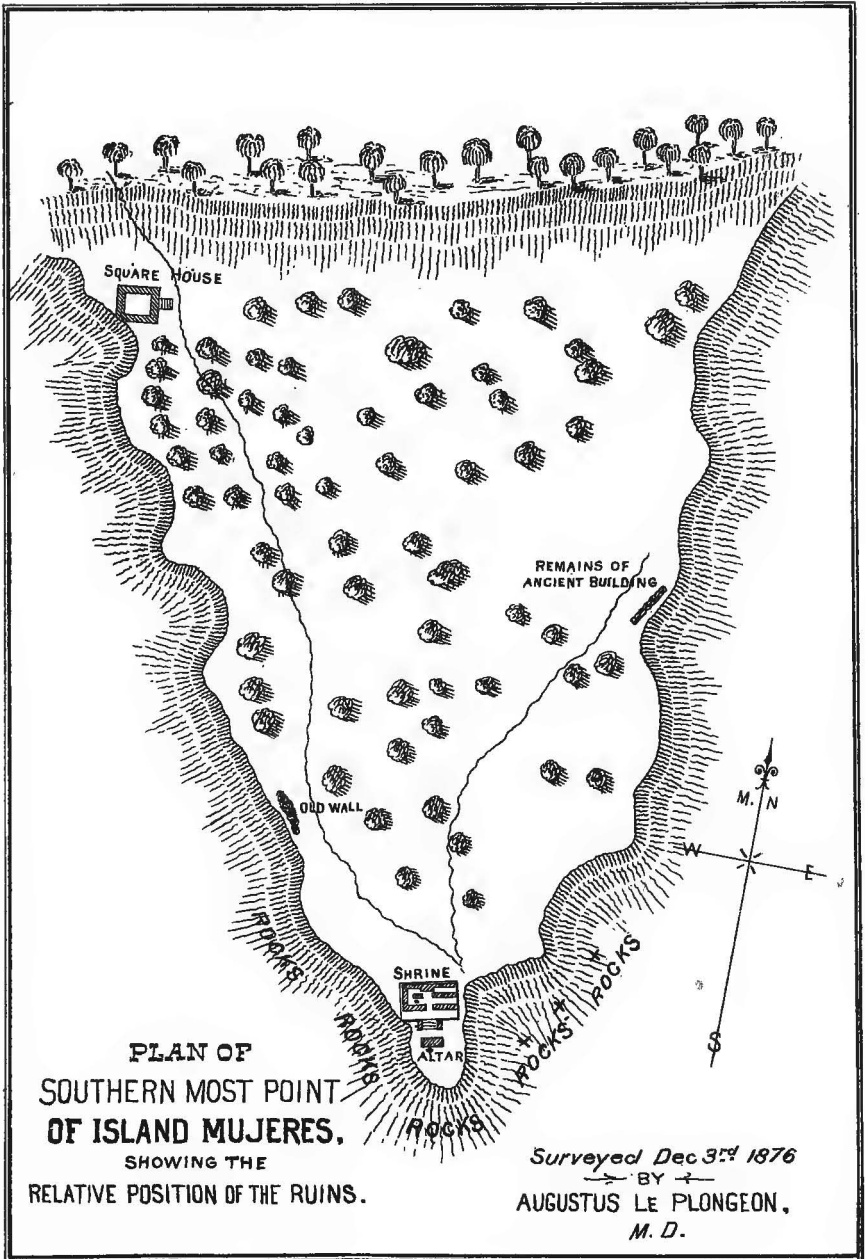 SQUARE HOUSE
REMAINS OF
ANCIENT BUILDING
OLD WALL
M. N
W
E
S
ROCKS
SHRINE
ROCKS
ROCKS
ROCKS
ALTAR
ROCKS
PLAN OF
SOUTHERN MOST POINT
OF ISLAND MUJERES,
SHOWING THE
RELATIVE POSITION OF THE RUINS.
Surveyed Dec 3rd 1876
BY
AUGUSTUS LE PLONGEON,
M. D.